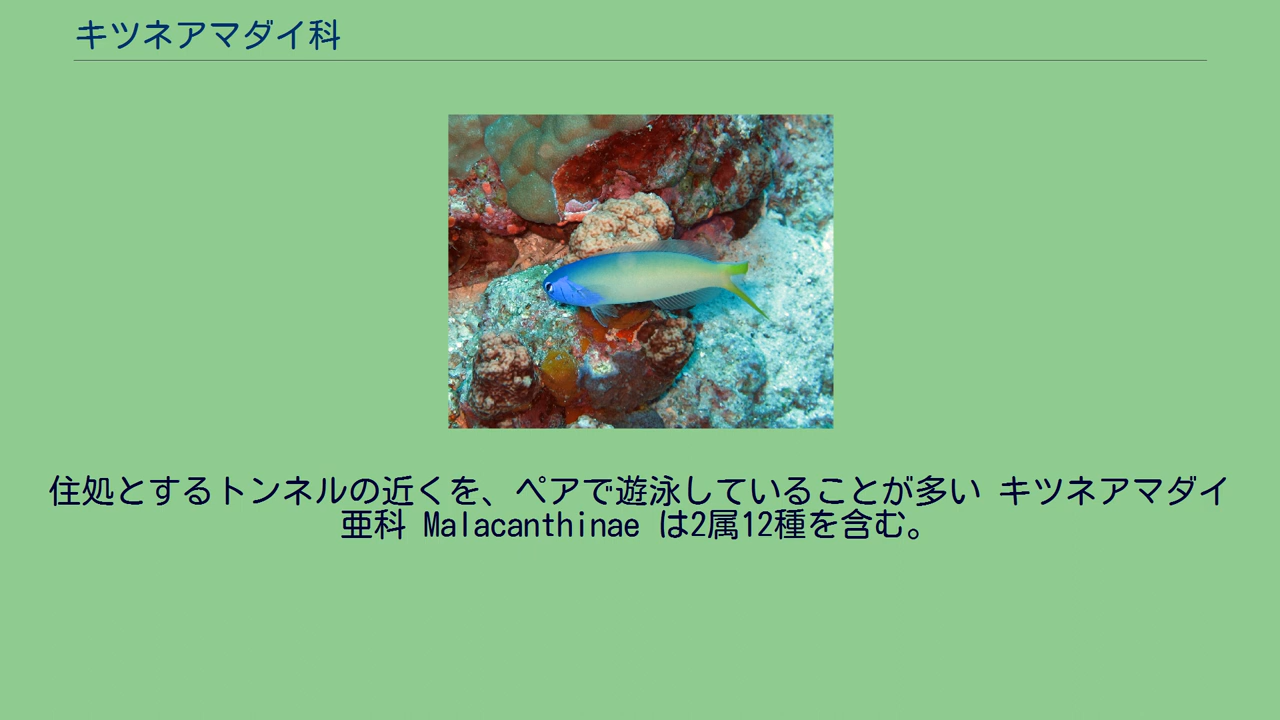 キツネアマダイ科
住処とするトンネルの近くを、ペアで遊泳していることが多い キツネアマダイ
亜科 Malacanthinae は2属12種を含む。